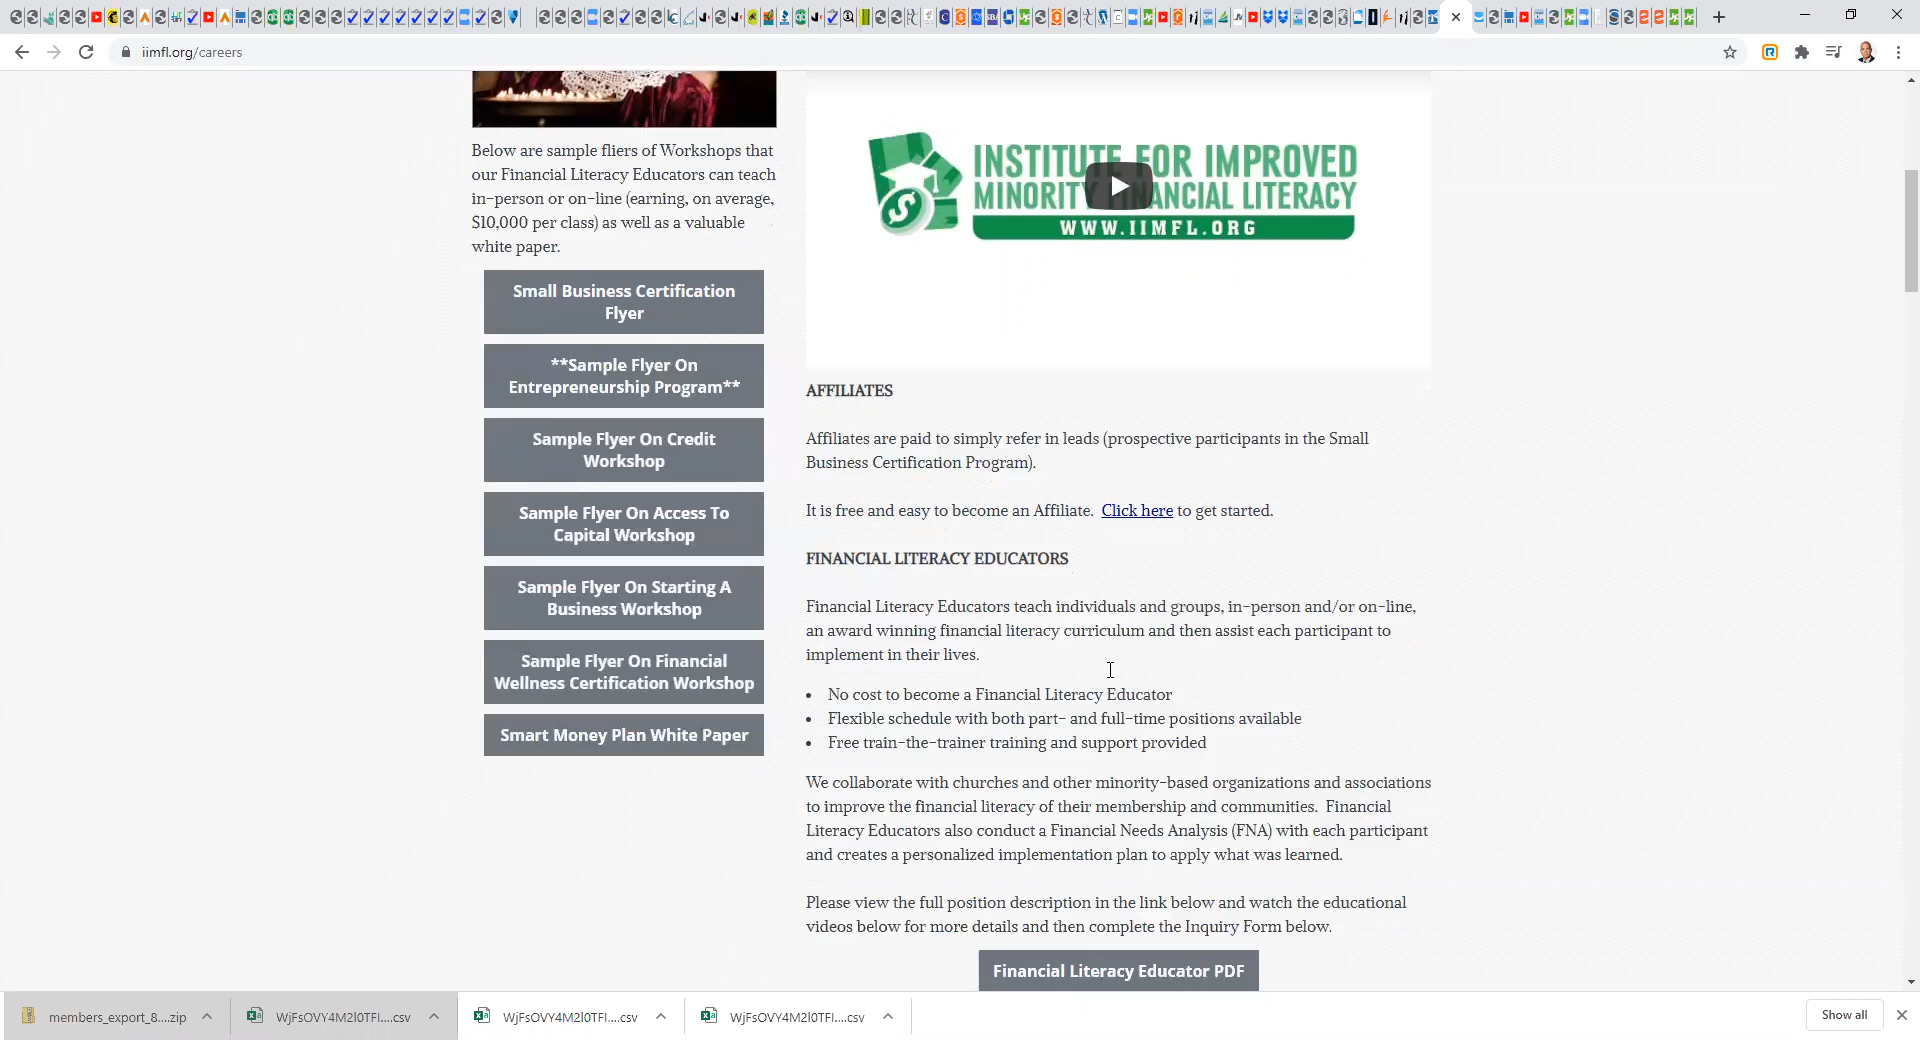 iimfl.org/careers
Below are sample fliers of Workshops that
our Financial Literacy Educators can teach
in-person or on-line (earning, on average,
$10,000 per class) as well as a valuable
white paper.
Small Business Certification
Flyer
**Sample Flyer On
Entrepreneurship Program**
Sample Flyer On Credit
Workshop
Sample Flyer On Access To
Capital Workshop
Sample Flyer On Starting A
Business Workshop
Sample Flyer On Financial
Wellness Certification Workshop
Smart Money Plan White Paper
INSTITUTE FOR IMPROVED
MINORITY FINANCIAL LITERACY
WWW.IIMFL.ORG
AFFILIATES
Affiliates are paid to simply refer in leads (prospective participants in the Small
Business Certification Program).
It is free and easy to become an Affiliate. Click here to get started.
FINANCIAL LITERACY EDUCATORS
Financial Literacy Educators teach individuals and groups, in-person and/or on-line,
an award winning financial literacy curriculum and then assist each participant to
implement in their lives.
• No cost to become a Financial Literacy Educator
• Flexible schedule with both part- and full-time positions available
• Free train-the-trainer training and support provided
We collaborate with churches and other minority-based organizations and associations
to improve the financial literacy of their membership and communities. Financial
Literacy Educators also conduct a Financial Needs Analysis (FNA) with each participant
and creates a personalized implementation plan to apply what was learned.
Please view the full position description in the link below and watch the educational
videos below for more details and then complete the Inquiry Form below.
Financial Literacy Educator PDF
members_export_8....zip
WjFsOVY4M2l0TFI....csv
WjFsOVY4M2l0TFI....csv
WjFsOVY4M2l0TFI....csv
Show all